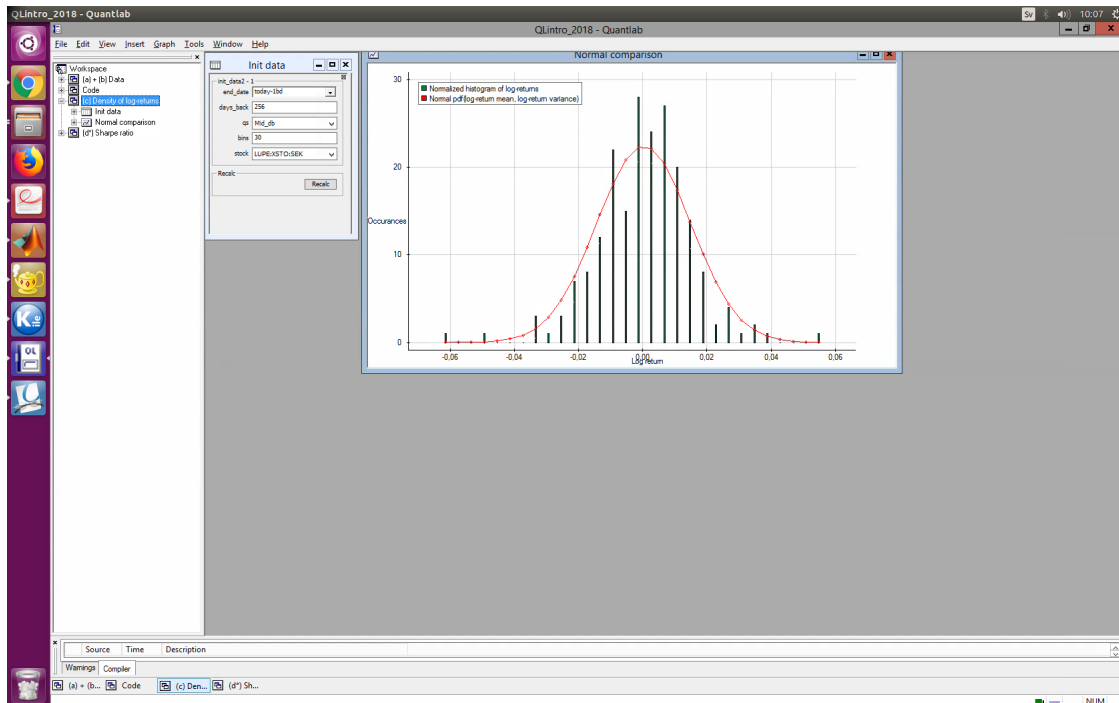 QLintro_2018 - Quantlab
Sv
10:07
QLintro_2018 - Quantlab
File Edit View Insert Graph Tools Window Help
Workspace
(a) + (b) Data
Code
(c) Density of log-returns
Init data
Normal comparison
(d*) Sharpe ratio
Init data
init_data2 - 1
end_date today-1bd
days_back 256
qs Mid_db
bins 30
stock LUPE:XSTO:SEK
Recalc
Recalc
Normal comparison
Normalized histogram of log-returns
Normal pdf(log-return mean, log-return variance)
30
20
Occurances
10
0
-0,06 -0,04 -0,02 0,00 0,02 0,04 0,06
Log-return
Source Time Description
Warnings Compiler
(a) + (b... Code (c) Den... (d*) Sh...
NUM
QL